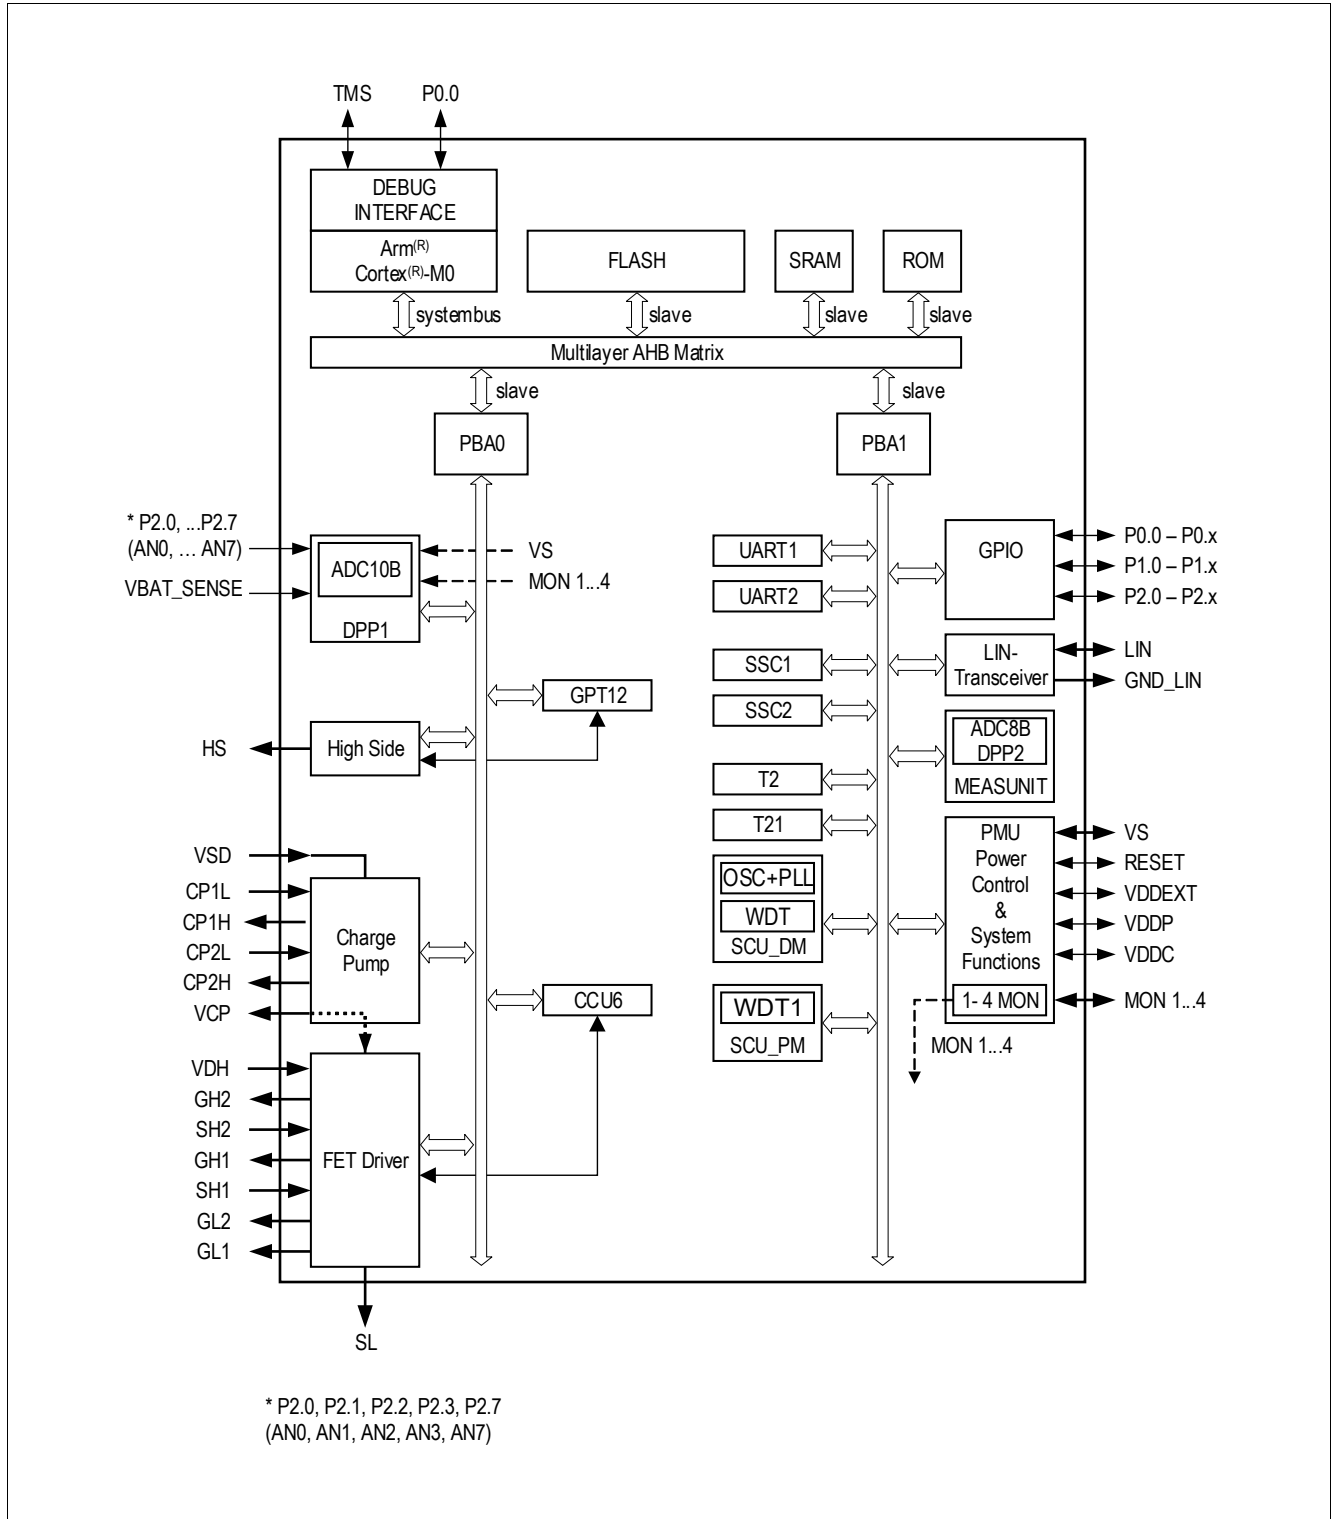 TMS
P0.0
DEBUG
INTERFACE
Arm(R)
Cortex(R)-M0
FLASH
SRAM
ROM
systembus
slave
slave
slave
Multilayer AHB Matrix
slave
slave
PBA0
PBA1
* P2.0, ...P2.7
(AN0, ... AN7)
VBAT_SENSE
ADC10B
DPP1
VS
MON 1...4
GPT12
HS
High Side
VSD
CP1L
CP1H
CP2L
CP2H
VCP
Charge
Pump
CCU6
VDH
GH2
SH2
GH1
SH1
GL2
GL1
FET Driver
SL
UART1
UART2
SSC1
SSC2
T2
T21
OSC+PLL
WDT
SCU_DM
WDT1
SCU_PM
GPIO
P0.0 – P0.x
P1.0 – P1.x
P2.0 – P2.x
LIN-
Transceiver
LIN
GND_LIN
ADC8B
DPP2
MEASUNIT
PMU
Power
Control
&
System
Functions
1- 4 MON
VS
RESET
VDDEXT
VDDP
VDDC
MON 1...4
MON 1...4
* P2.0, P2.1, P2.2, P2.3, P2.7
(AN0, AN1, AN2, AN3, AN7)